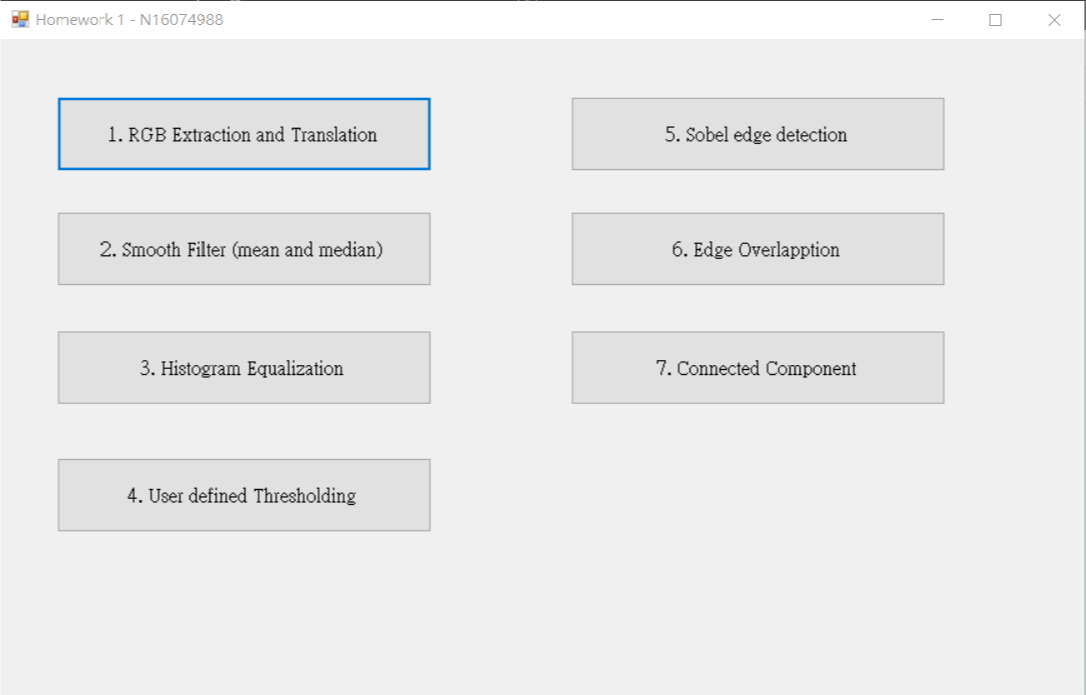 Homework 1 - N16074988
1. RGB Extraction and Translation
2. Smooth Filter (mean and median)
3. Histogram Equalization
4. User defined Thresholding
5. Sobel edge detection
6. Edge Overlapption
7. Connected Component